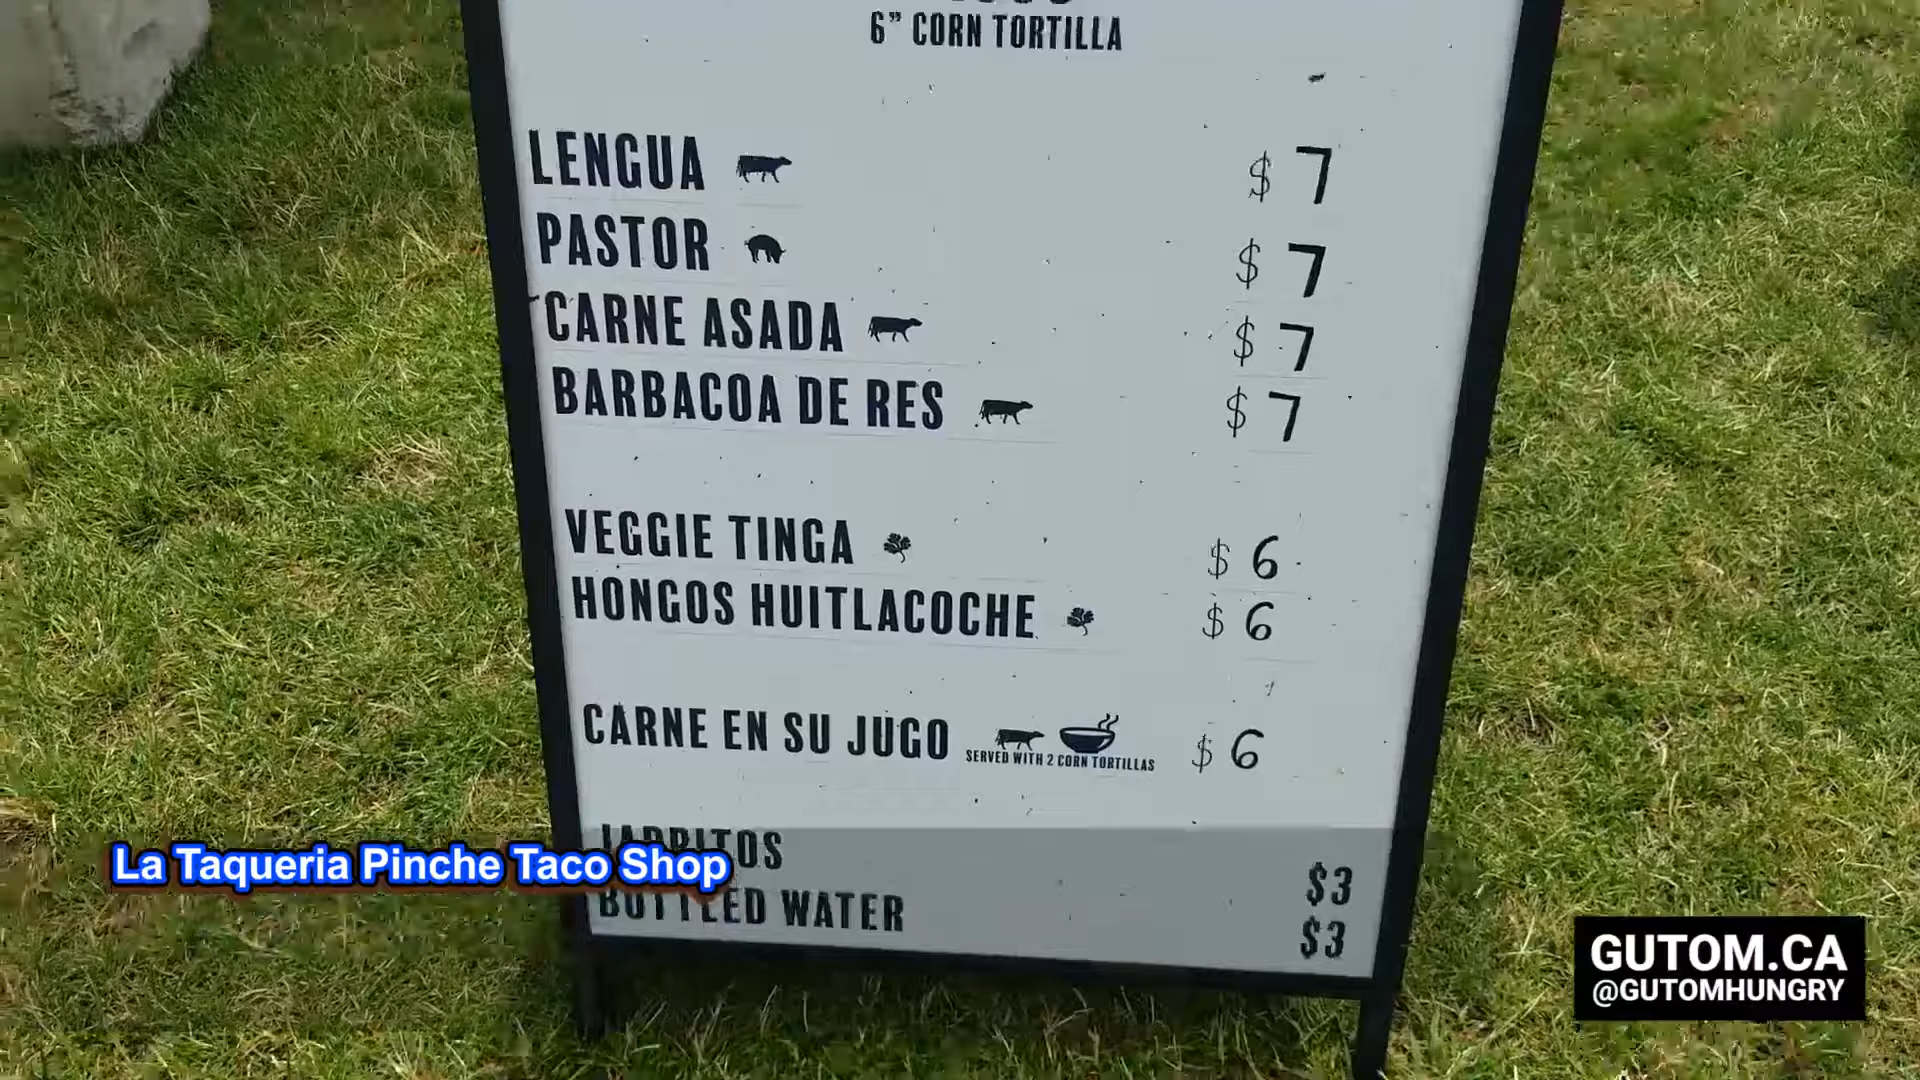 6" CORN TORTILLA
LENGUA $ 7
PASTOR $ 7
CARNE ASADA $ 7
BARBACOA DE RES $ 7
VEGGIE TINGA $ 6
HONGOS HUITLACOCHE $ 6
CARNE EN SU JUGO $ 6
SERVED WITH 2 CORN TORTILLAS
JARRITOS $3
La Taqueria Pinche Taco Shop
BOTTLED WATER $3
GUTOM.CA
@GUTOMHUNGRY